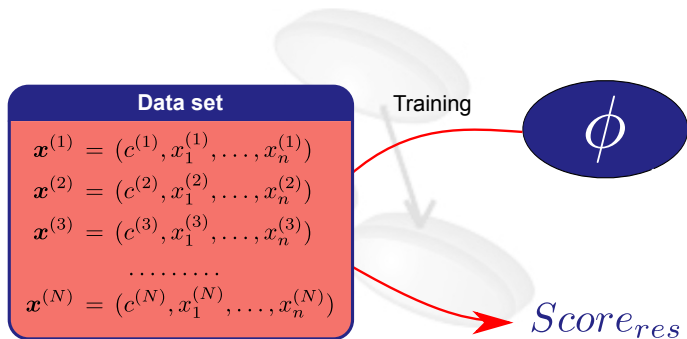 Data set
Training
ϕ
𝒙^(1) = (c^(1), x_1^(1), . . . , x_n^(1))
𝒙^(2) = (c^(2), x_1^(2), . . . , x_n^(2))
𝒙^(3) = (c^(3), x_1^(3), . . . , x_n^(3))
. . . . . . . . .
𝒙^(N) = (c^(N), x_1^(N), . . . , x_n^(N))
Score_res